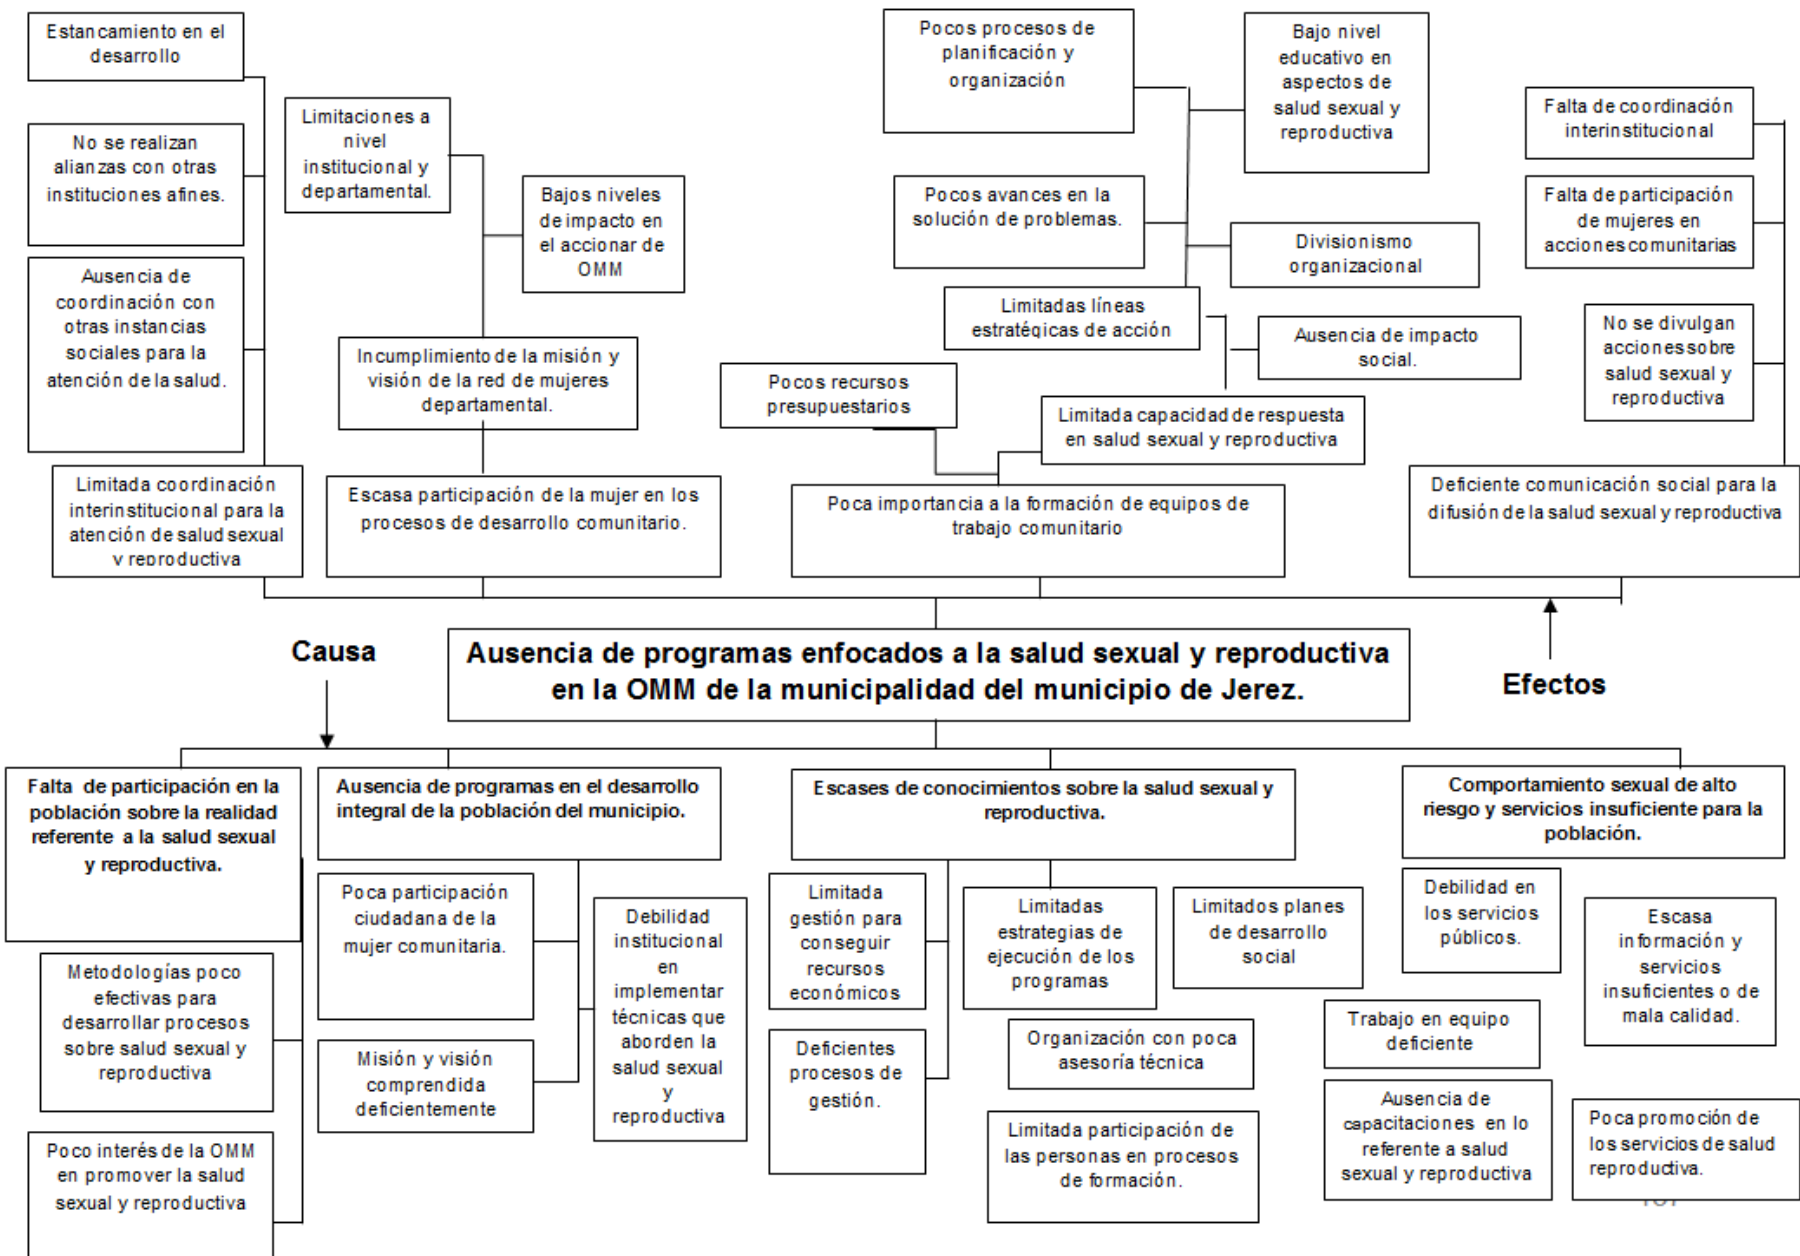 Estancamiento en el
desarrollo
No se realizan
alianzas con otras
instituciones afines.
Ausencia de
coordinación con
otras instancias
sociales para la
atención de la salud.
Limitada coordinación
interinstitucional para la
atención de salud sexual
y reproductiva
Limitaciones a
nivel
institucional y
departamental.
Bajos niveles
de impacto en
el accionar de
OMM
Incumplimiento de la misión y
visión de la red de mujeres
departamental.
Escasa participación de la mujer en los
procesos de desarrollo comunitario.
Pocos procesos de
planificación y
organización
Bajo nivel
educativo en
aspectos de
salud sexual y
reproductiva
Pocos avances en la
solución de problemas.
Divisionismo
organizacional
Limitadas líneas
estratégicas de acción
Ausencia de impacto
social.
Pocos recursos
presupuestarios
Limitada capacidad de respuesta
en salud sexual y reproductiva
Poca importancia a la formación de equipos de
trabajo comunitario
Falta de coordinación
interinstitucional
Falta de participación
de mujeres en
acciones comunitarias
No se divulgan
acciones sobre
salud sexual y
reproductiva
Deficiente comunicación social para la
difusión de la salud sexual y reproductiva
Causa
Ausencia de programas enfocados a la salud sexual y reproductiva
en la OMM de la municipalidad del municipio de Jerez.
Efectos
Falta de participación en la
población sobre la realidad
referente a la salud sexual
y reproductiva.
Metodologías poco
efectivas para
desarrollar procesos
sobre salud sexual y
reproductiva
Poco interés de la OMM
en promover la salud
sexual y reproductiva
Ausencia de programas en el desarrollo
integral de la población del municipio.
Poca participación
ciudadana de la
mujer comunitaria.
Misión y visión
comprendida
deficientemente
Debilidad
institucional
en
implementar
técnicas que
aborden la
salud sexual
y
reproductiva
Escases de conocimientos sobre la salud sexual y
reproductiva.
Limitada
gestión para
conseguir
recursos
económicos
Deficientes
procesos de
gestión.
Limitadas
estrategias de
ejecución de los
programas
Limitados planes
de desarrollo
social
Organización con poca
asesoría técnica
Limitada participación de
las personas en procesos
de formación.
Comportamiento sexual de alto
riesgo y servicios insuficiente para la
población.
Debilidad en
los servicios
públicos.
Escasa
información y
servicios
insuficientes o de
mala calidad.
Trabajo en equipo
deficiente
Ausencia de
capacitaciones en lo
referente a salud
sexual y reproductiva
Poca promoción de
los servicios de salud
reproductiva.